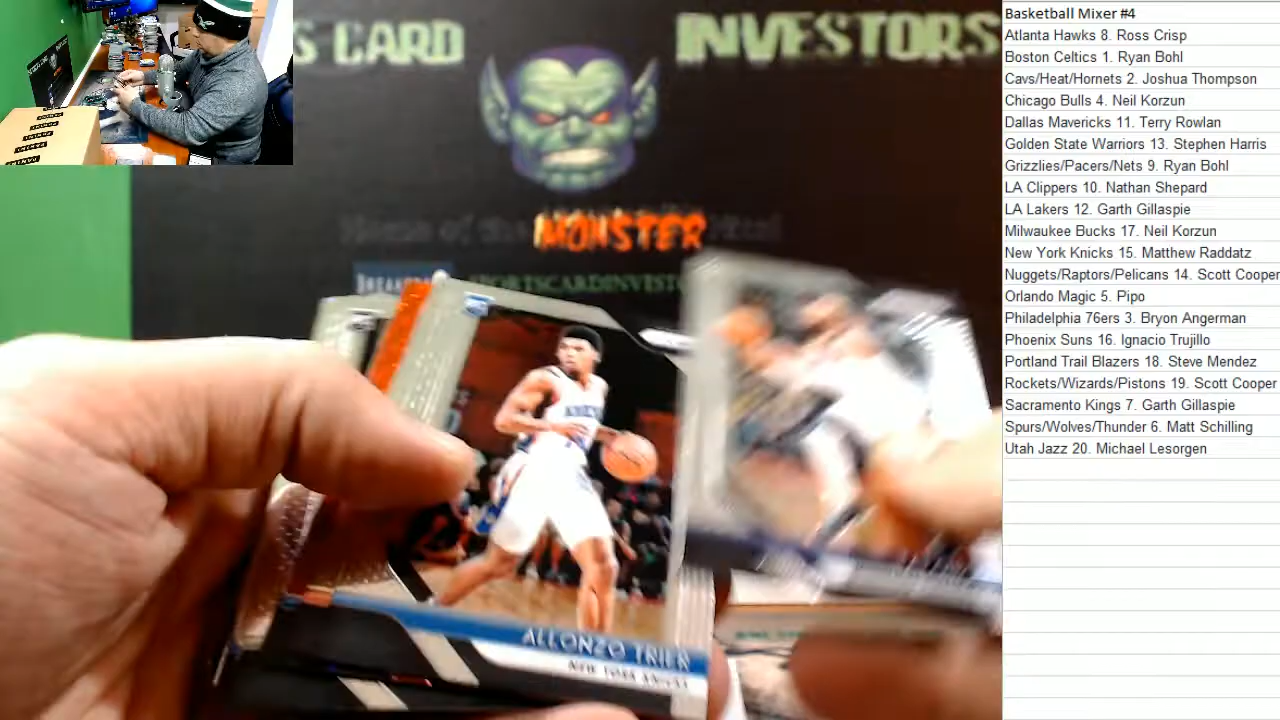 S CARD INVESTORS
Home of the MONSTER
SPORTSCARDINVESTO
ALLONZO TRIER
NEW YORK KNICKS
PANINI
Basketball Mixer #4
Atlanta Hawks 8. Ross Crisp
Boston Celtics 1. Ryan Bohl
Cavs/Heat/Hornets 2. Joshua Thompson
Chicago Bulls 4. Neil Korzun
Dallas Mavericks 11. Terry Rowlan
Golden State Warriors 13. Stephen Harris
Grizzlies/Pacers/Nets 9. Ryan Bohl
LA Clippers 10. Nathan Shepard
LA Lakers 12. Garth Gillaspie
Milwaukee Bucks 17. Neil Korzun
New York Knicks 15. Matthew Raddatz
Nuggets/Raptors/Pelicans 14. Scott Cooper
Orlando Magic 5. Pipo
Philadelphia 76ers 3. Bryon Angerman
Phoenix Suns 16. Ignacio Trujillo
Portland Trail Blazers 18. Steve Mendez
Rockets/Wizards/Pistons 19. Scott Cooper
Sacramento Kings 7. Garth Gillaspie
Spurs/Wolves/Thunder 6. Matt Schilling
Utah Jazz 20. Michael Lesorgen